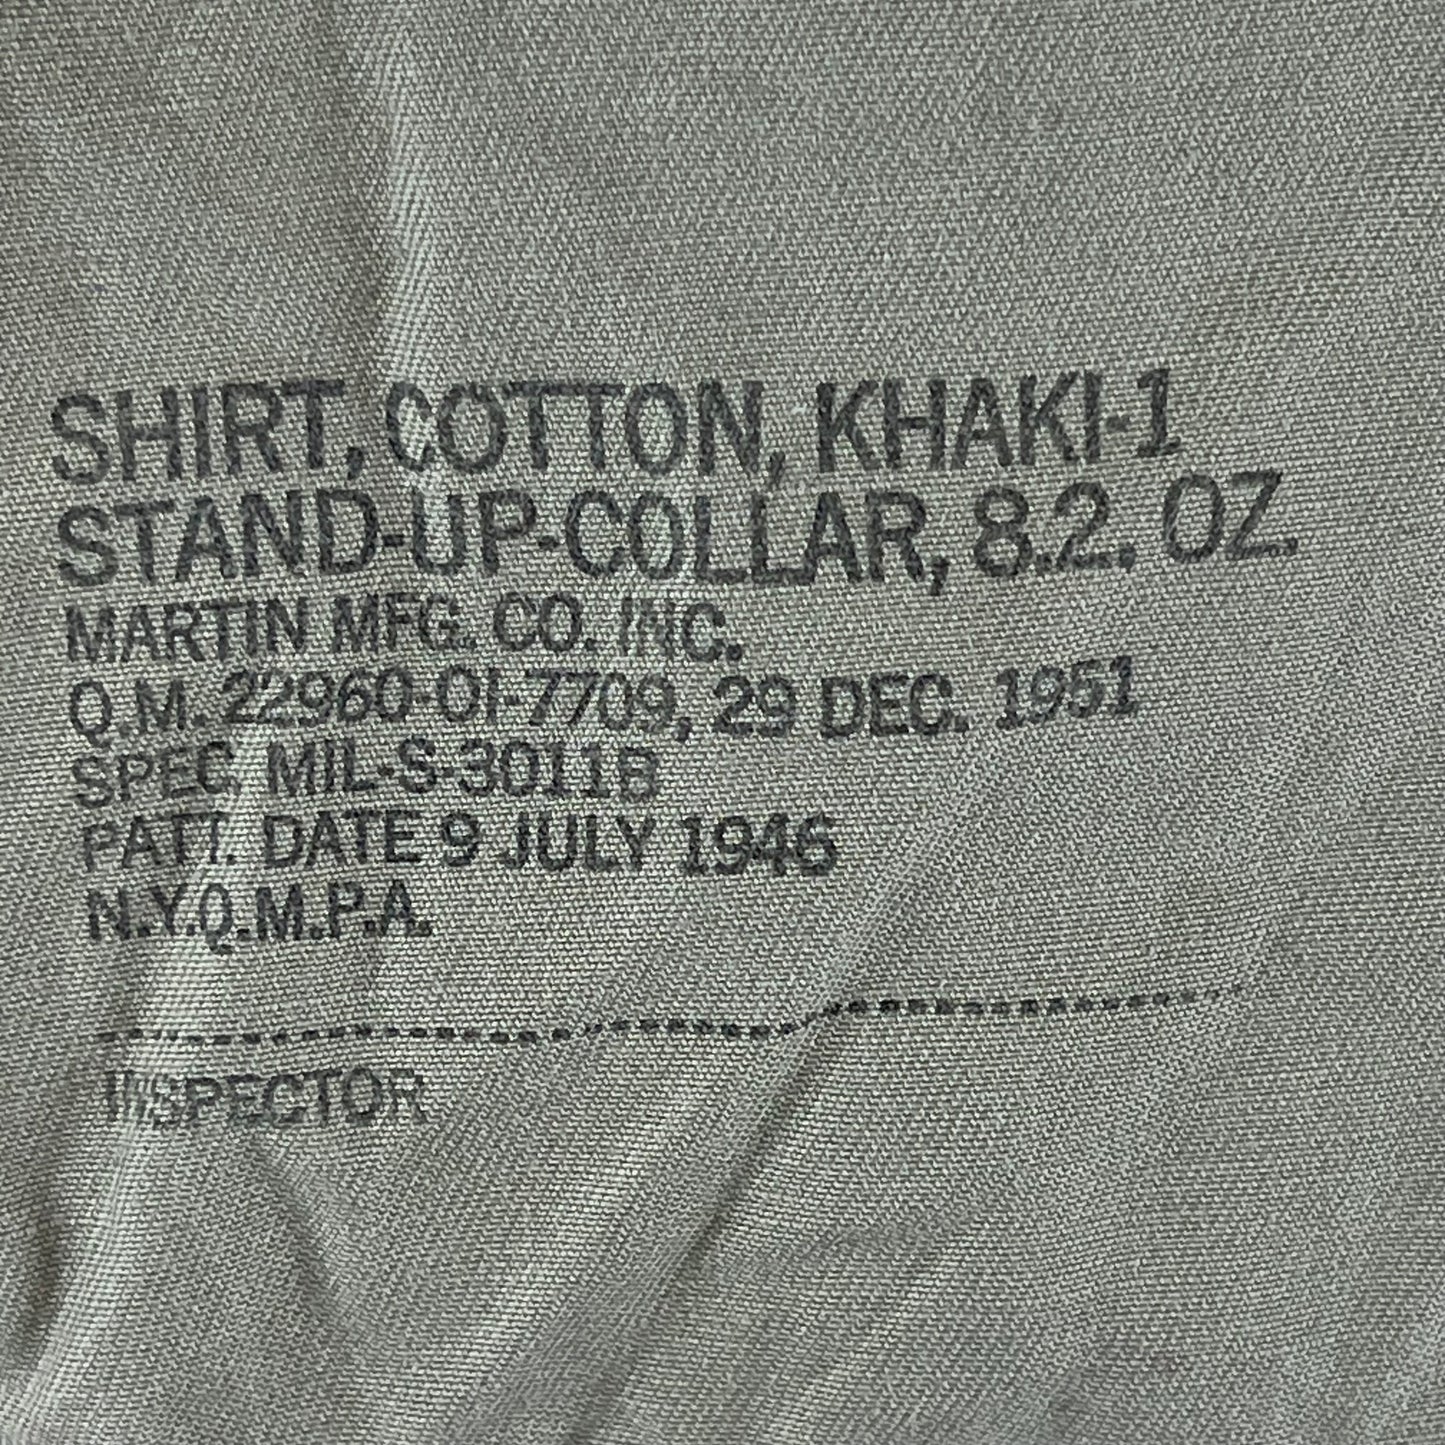 SHIRT, COTTON, KHAKI-1
STAND-UP-COLLAR, 8.2, OZ.
MARTIN MFG. CO. INC.
Q.M. 22960-OI-7709, 29 DEC. 1951
SPEC. MIL-S-3011B
PATT. DATE 9 JULY 1946
N.Y.Q.M.P.A.
INSPECTOR